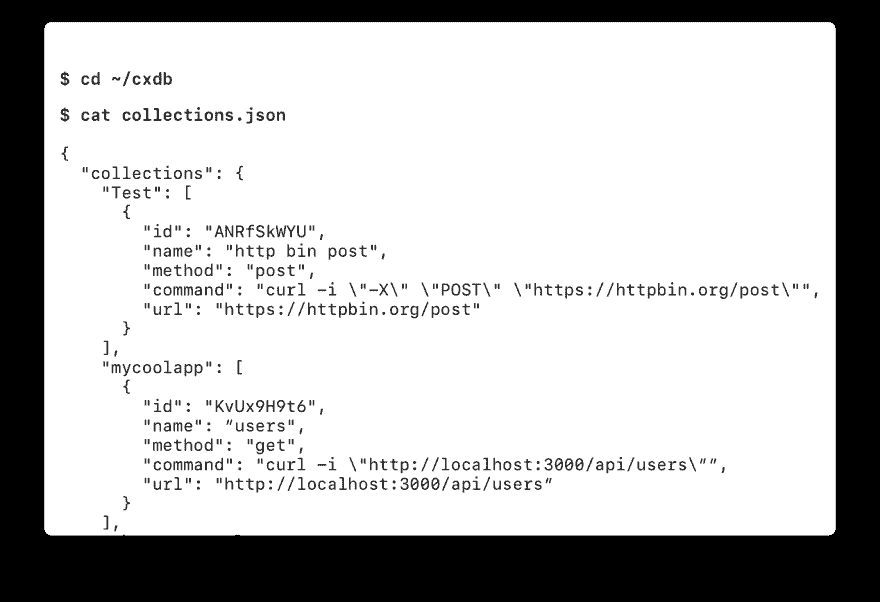 $ cd ~/cxdb
$ cat collections.json
{
"collections": {
"Test": [
{
"id": "ANRfSkWYU",
"name": "http bin post",
"method": "post",
"command": "curl -i \"-X\" \"POST\" \"https://httpbin.org/post\"",
"url": "https://httpbin.org/post"
}
],
"mycoolapp": [
{
"id": "KvUx9H9t6",
"name": “users",
"method": "get",
"command": "curl -i \"http://localhost:3000/api/users\””,
"url": "http://localhost:3000/api/users”
}
],